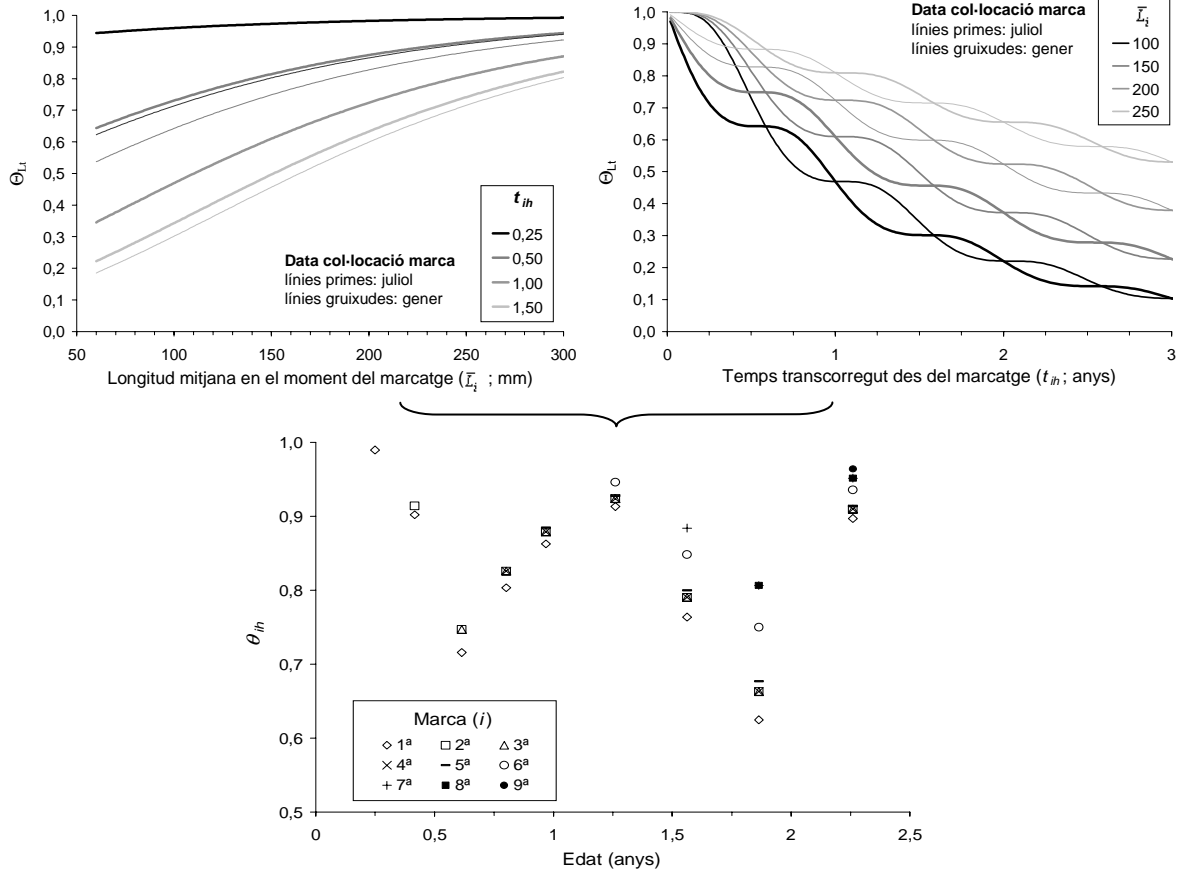 1,0
0,9
0,8
0,7
0,6
0,5
0,4
0,3
0,2
0,1
0,0
Θ_Lt
50
100
150
200
250
300
Longitud mitjana en el moment del marcatge (L̄_i ; mm)
Data col·locació marca
línies primes: juliol
línies gruixudes: gener
t_ih
0,25
0,50
1,00
1,50
1,0
0,9
0,8
0,7
0,6
0,5
0,4
0,3
0,2
0,1
0,0
Θ_Lt
0
1
2
3
Temps transcorregut des del marcatge (t_ih ; anys)
Data col·locació marca
línies primes: juliol
línies gruixudes: gener
L̄_i
100
150
200
250
1,0
0,9
0,8
0,7
0,6
0,5
θ_ih
Marca (i)
1ª 2ª 3ª
4ª 5ª 6ª
7ª 8ª 9ª
0
0,5
1
1,5
2
2,5
Edat (anys)